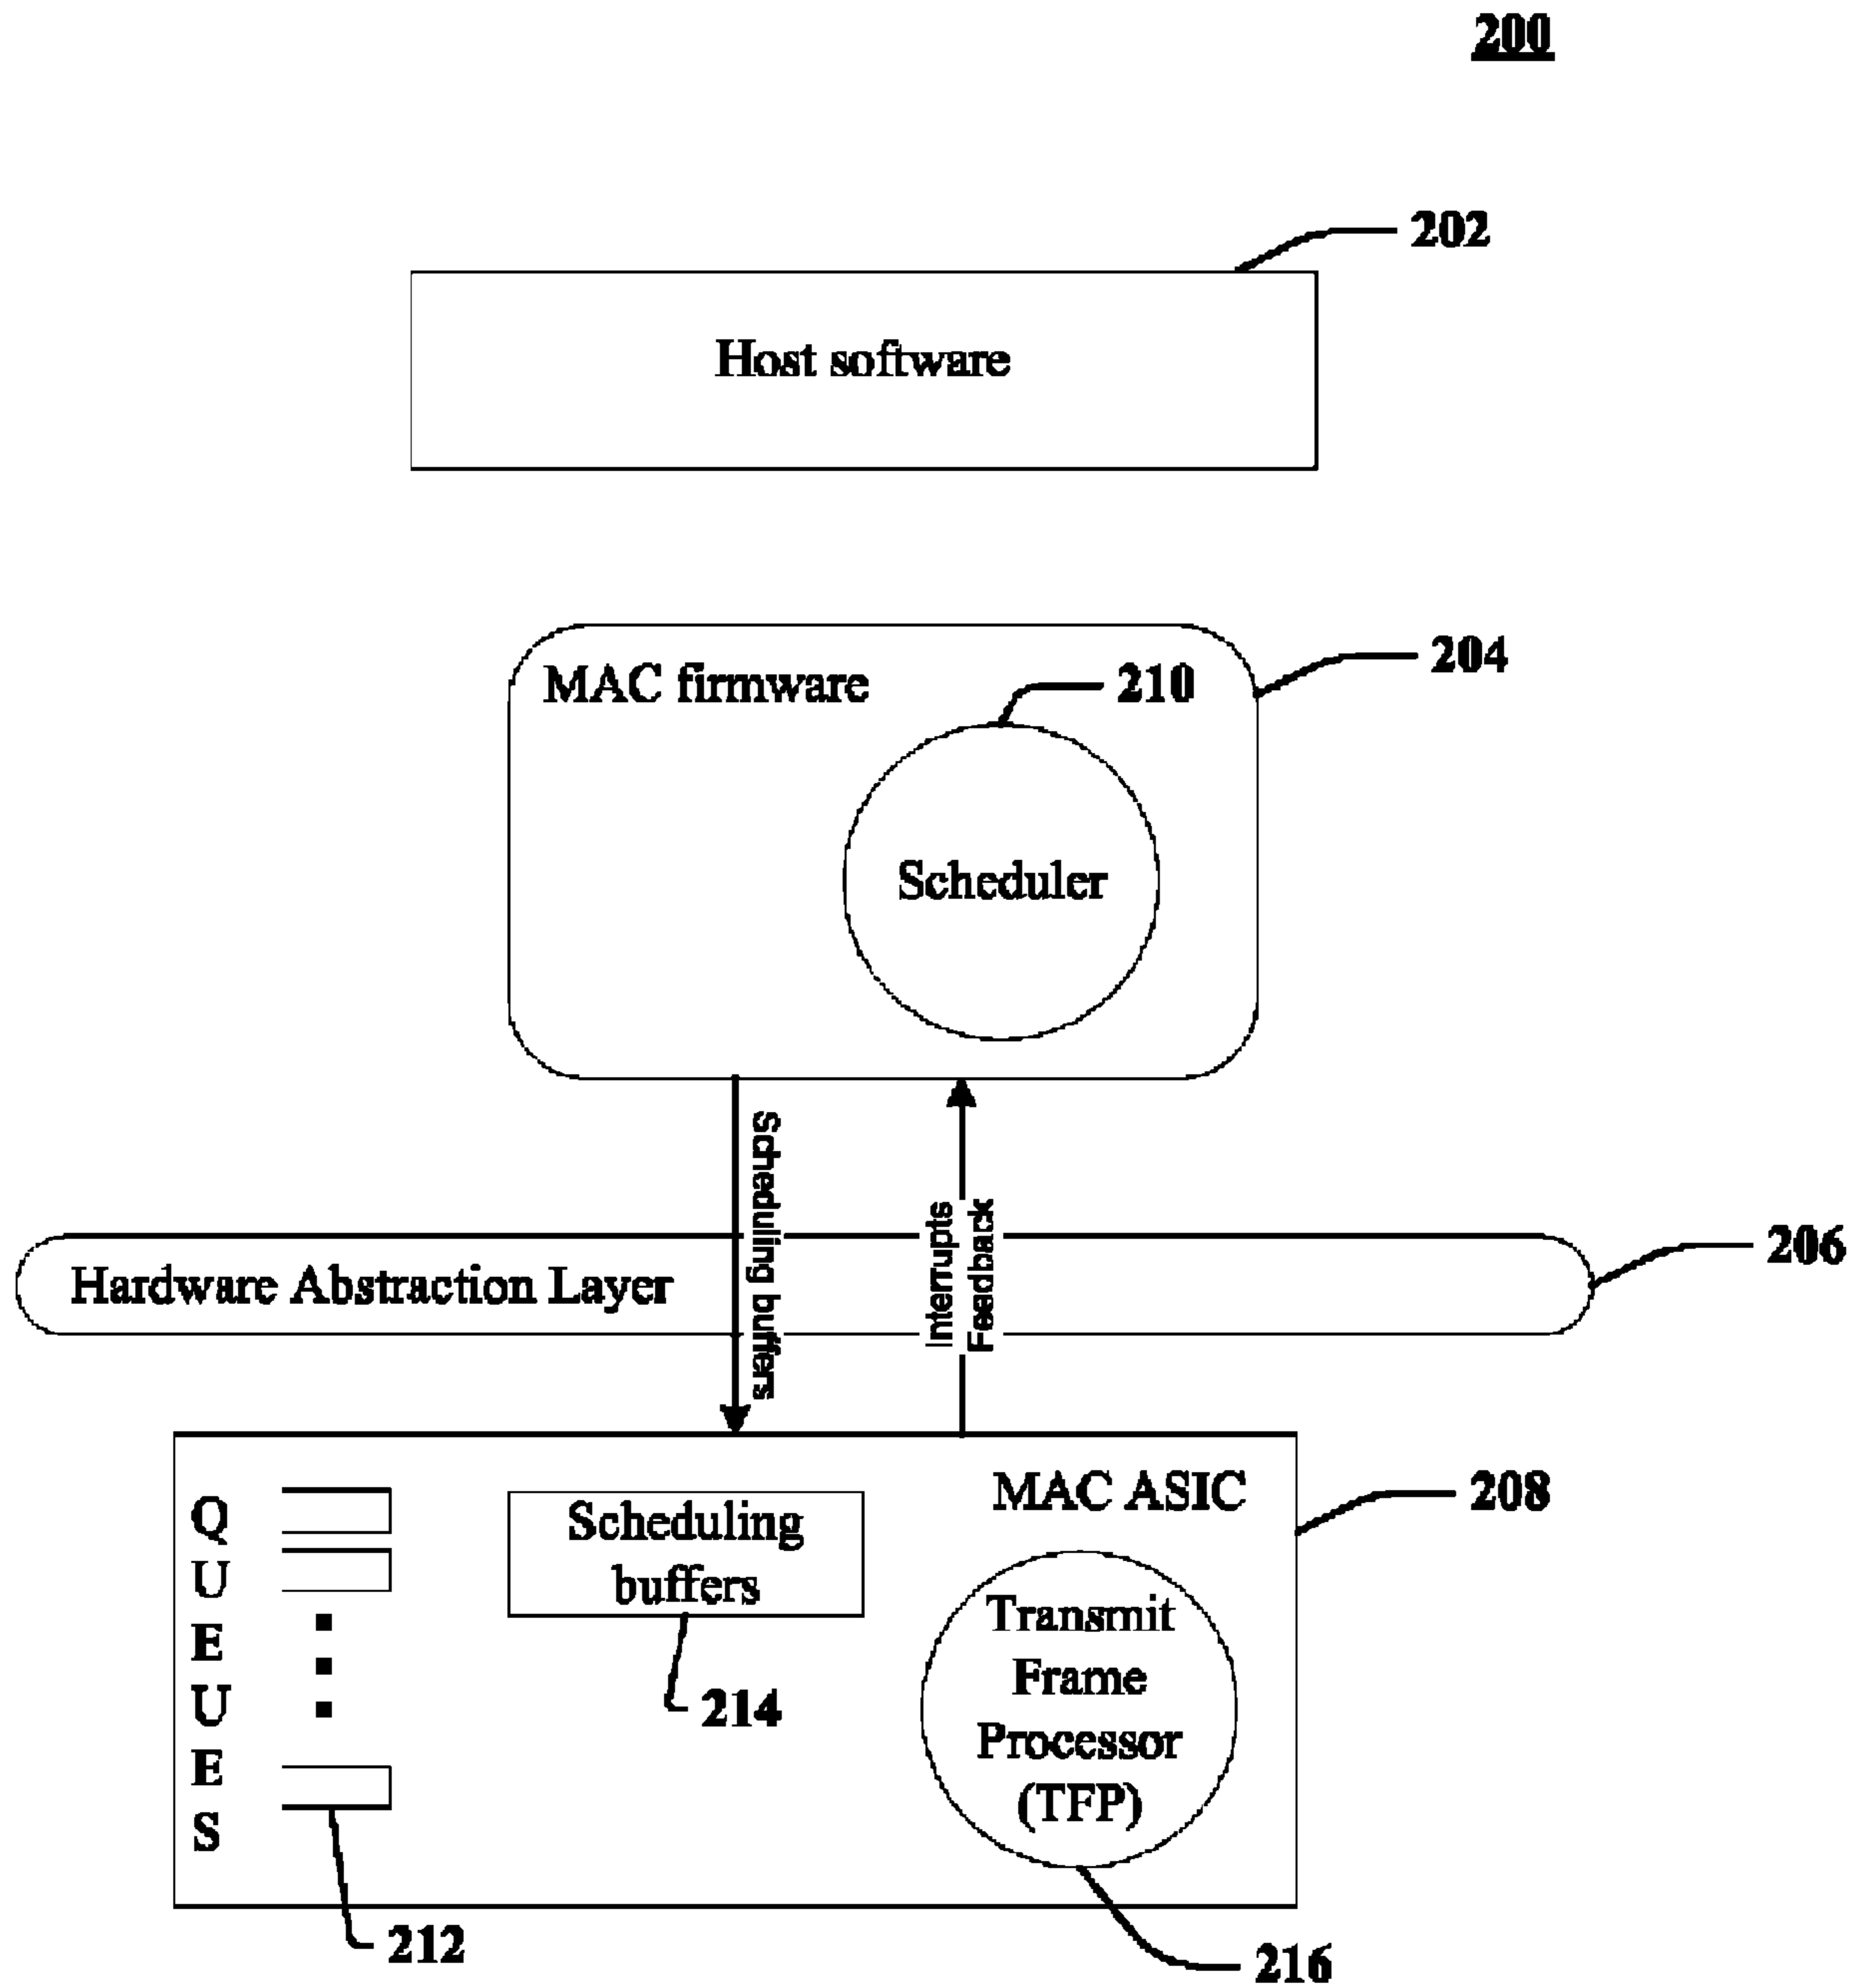 200
202
Host software
204
MAC firmware
210
Scheduler
Scheduling buffers
Interrupts
Feedback
206
Hardware Abstraction Layer
MAC ASIC
208
QUEUES
Scheduling
buffers
214
Transmit
Frame
Processor
(TFP)
212
216